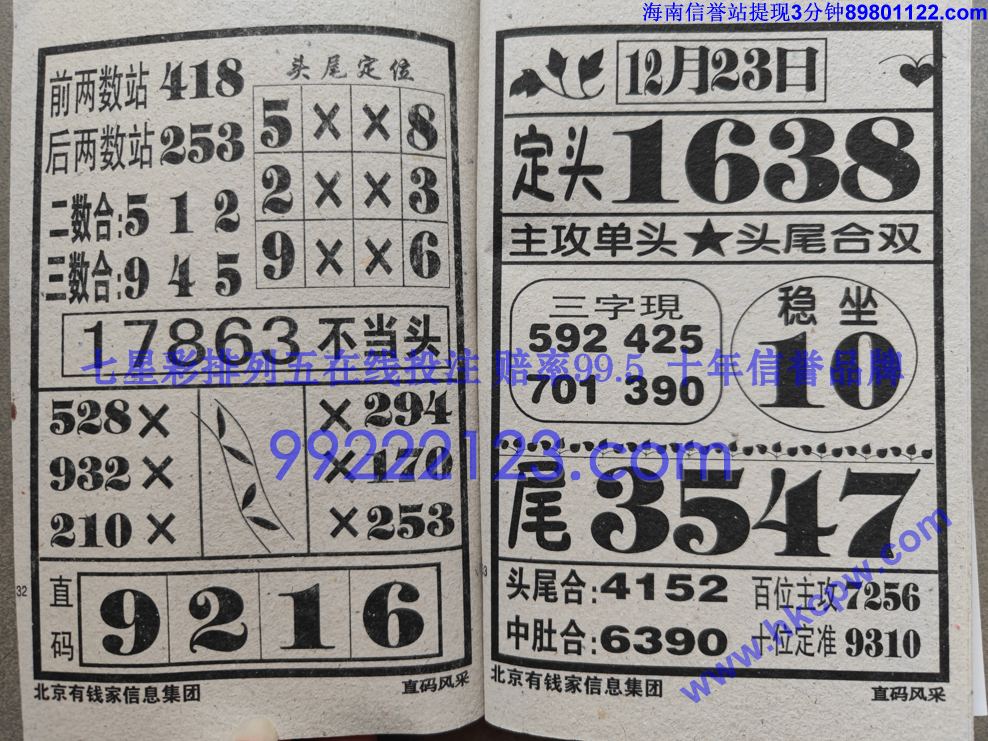 海南信誉站提现3分钟89801122.com
前两数站 418
后两数站 253
二数合:5 1 2
三数合:9 4 5
头尾定位
5 × × 8
2 × × 3
9 × × 6
17863 不当头
528× ×294
932× ×170
210× ×253
直码 9 2 1 6
北京有钱家信息集团 直码风采
32
12月23日
定头 1638
主攻单头★头尾合双
三字現
592 425
701 390
稳坐
10
七星彩排列五在线投注 赔率99.5 十年信誉品牌
99222123.com
尾 3547
头尾合:4152 百位主攻 7256
中肚合:6390 十位定准 9310
www.hkcpw.com
北京有钱家信息集团 直码风采